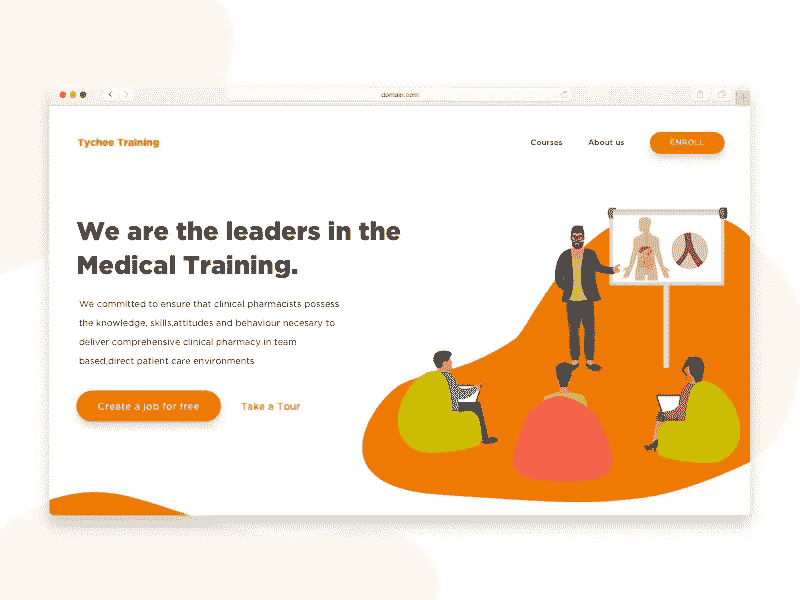 domain.com
Tychee Training
Courses
About us
ENROLL
We are the leaders in the
Medical Training.
We committed to ensure that clinical pharmacists possess
the knowledge, skills,attitudes and behaviour necesary to
deliver comprehensive clinical pharmacy in team
based,direct patient care environments
Create a job for free
Take a Tour